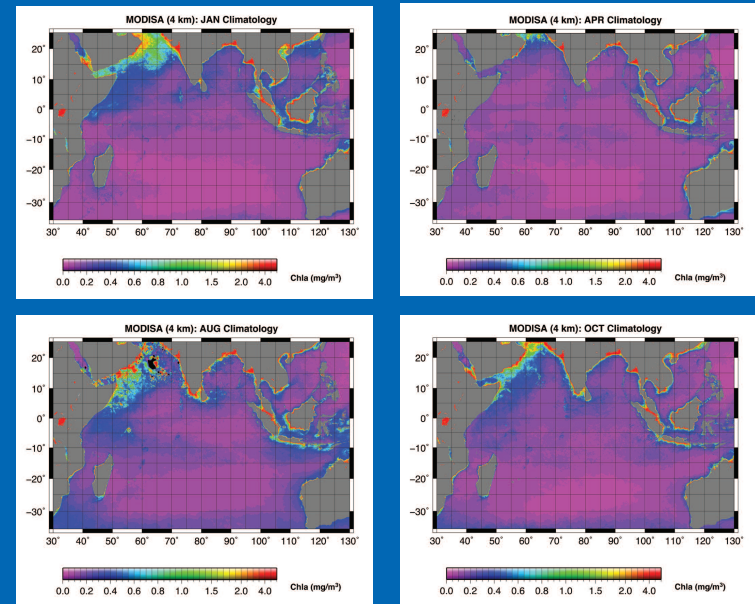 MODISA (4 km): JAN Climatology
20°
10°
0°
−10°
−20°
−30°
30° 40° 50° 60° 70° 80° 90° 100° 110° 120° 130°
0.0 0.2 0.4 0.6 0.8 1.0 1.5 2.0 4.0 Chla (mg/m³)
MODISA (4 km): APR Climatology
20°
10°
0°
−10°
−20°
−30°
30° 40° 50° 60° 70° 80° 90° 100° 110° 120° 130°
0.0 0.2 0.4 0.6 0.8 1.0 1.5 2.0 4.0 Chla (mg/m³)
MODISA (4 km): AUG Climatology
20°
10°
0°
−10°
−20°
−30°
30° 40° 50° 60° 70° 80° 90° 100° 110° 120° 130°
0.0 0.2 0.4 0.6 0.8 1.0 1.5 2.0 4.0 Chla (mg/m³)
MODISA (4 km): OCT Climatology
20°
10°
0°
−10°
−20°
−30°
30° 40° 50° 60° 70° 80° 90° 100° 110° 120° 130°
0.0 0.2 0.4 0.6 0.8 1.0 1.5 2.0 4.0 Chla (mg/m³)